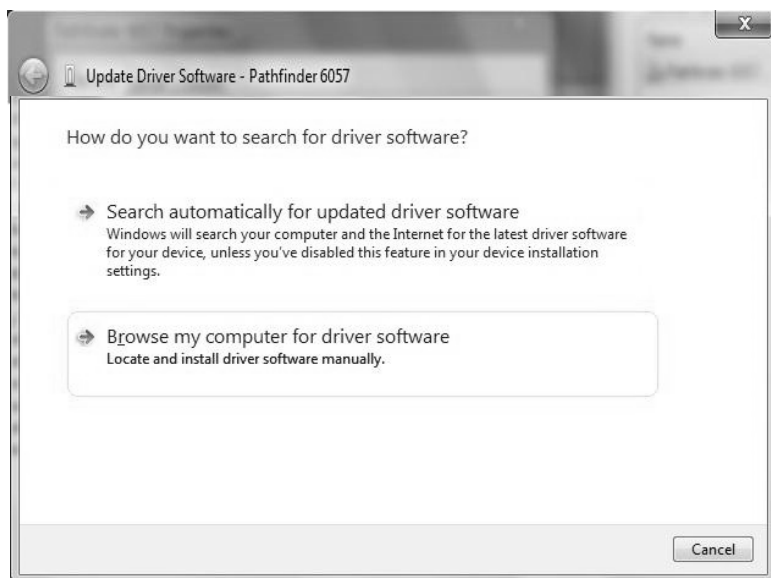 X
Update Driver Software - Pathfinder 6057
How do you want to search for driver software?
Search automatically for updated driver software
Windows will search your computer and the Internet for the latest driver software
for your device, unless you've disabled this feature in your device installation
settings.
Browse my computer for driver software
Locate and install driver software manually.
Cancel